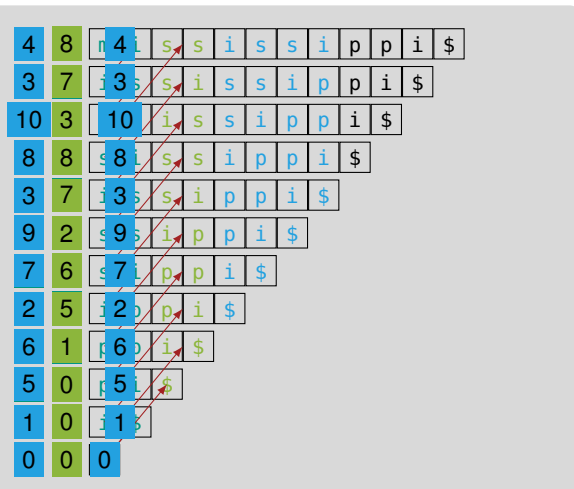 4 8 m 4 i s s i s s i p p i $
3 7 i 3 s s i s s i p p i $
10 3 10 i s s i p p i $
8 8 s 8 i s s i p p i $
3 7 i 3 s s i p p i $
9 2 s 9 s i p p i $
7 6 s 7 i p p i $
2 5 i 2 p p i $
6 1 p 6 p i $
5 0 p 5 i $
1 0 i 1 $
0 0 0